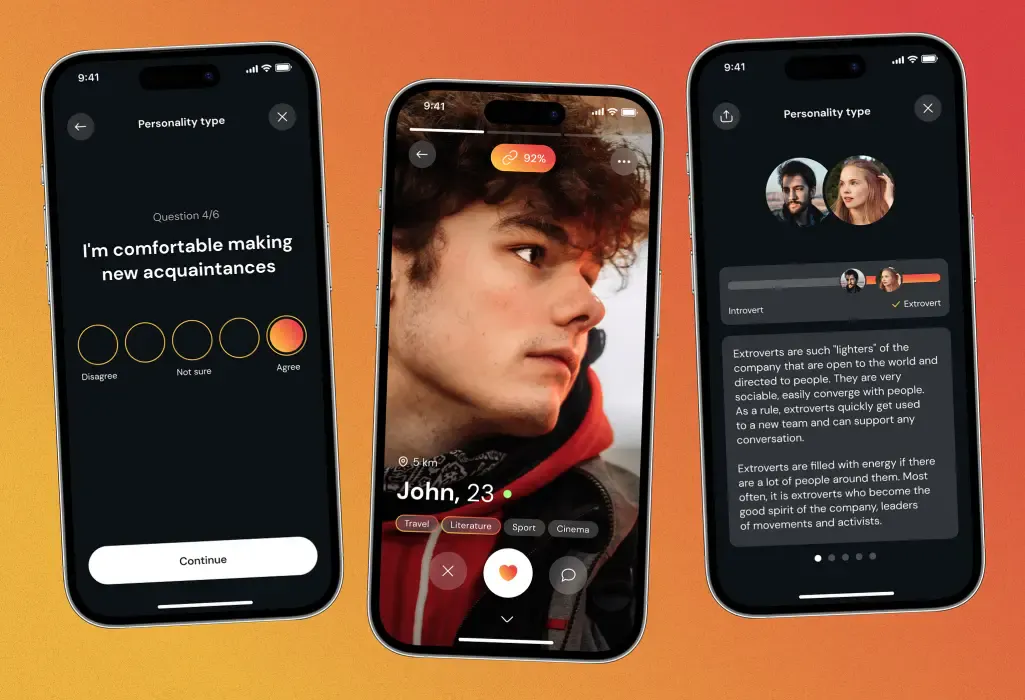 9:41
Personality type
Question 4/6
I'm comfortable making
new acquaintances
Disagree
Not sure
Agree
Continue
9:41
92%
5 km
John, 23
Travel
Literature
Sport
Cinema
9:41
Personality type
Introvert
Extrovert
Extroverts are such "lighters" of the
company that are open to the world and
directed to people. They are very
sociable, easily converge with people.
As a rule, extroverts quickly get used
to a new team and can support any
conversation.
Extroverts are filled with energy if there
are a lot of people around them. Most
often, it is extroverts who become the
good spirit of the company, leaders
of movements and activists.